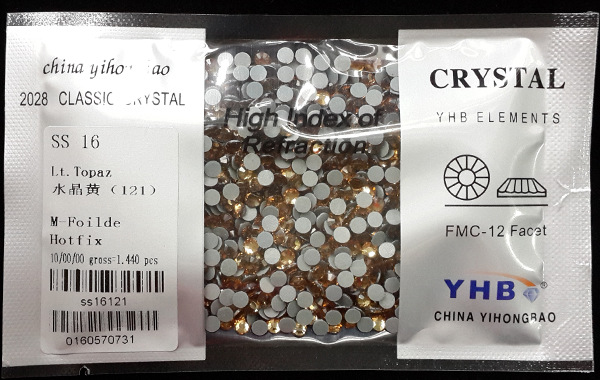 china yihongbao
2028 CLASSIC CRYSTAL
SS 16
Lt.Topaz
水晶黄（121）
M-Foilde
Hotfix
10/00/00 gross=1.440 pcs
ss16121
0160570731
High Index of
Refraction
CRYSTAL
YHB ELEMENTS
FMC-12 Facet
YHB
CHINA YIHONGBAO